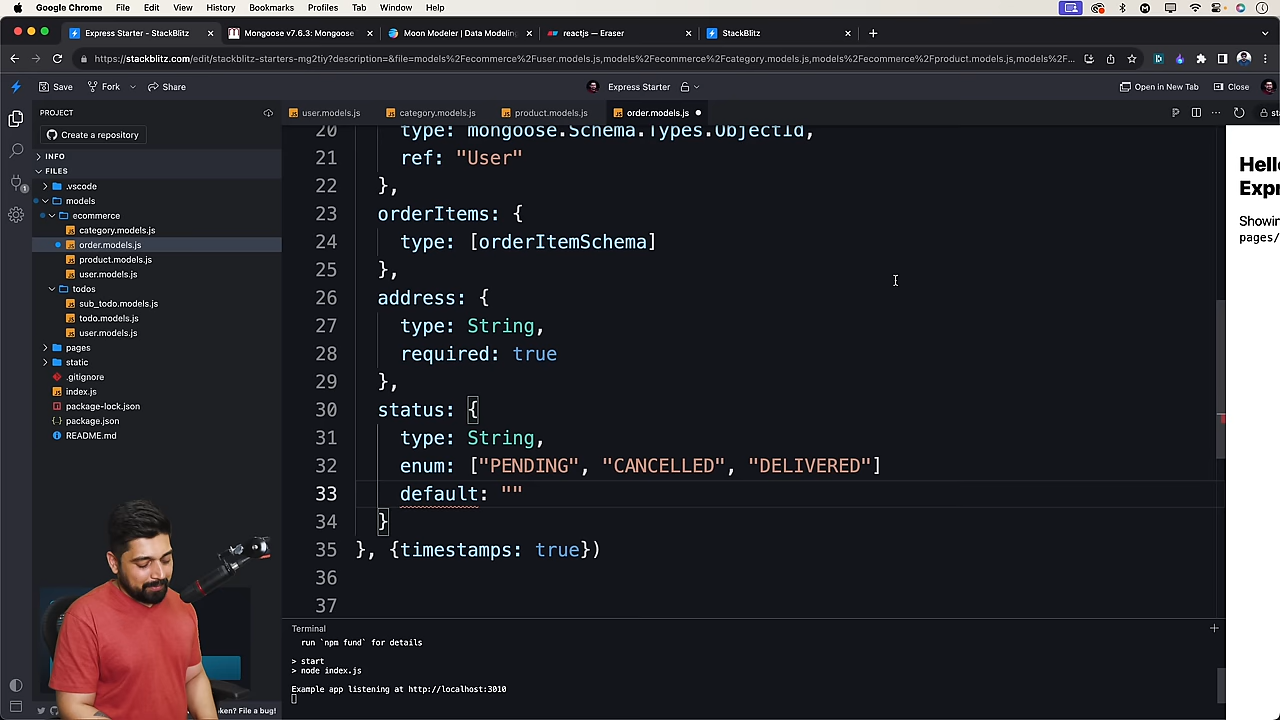 Google Chrome File Edit View History Bookmarks Profiles Tab Window Help
Express Starter - StackBlitz
Mongoose v7.6.3: Mongoose
Moon Modeler | Data Modeling
reactjs — Eraser
StackBlitz
stackblitz.com/edit/stackblitz-starters-mg2tiy?description=&file=models%2Fecommerce%2Fuser.models.js,models%2Fecommerce%2Fcategory.models.js,models%2Fecommerce%2Fproduct.models.js,models%2F...
Save Fork Share
Express Starter
Open in New Tab Close
PROJECT
Create a repository
INFO
FILES
.vscode
models
ecommerce
category.models.js
order.models.js
product.models.js
user.models.js
todos
sub_todo.models.js
todo.models.js
user.models.js
pages
static
.gitignore
index.js
package-lock.json
package.json
README.md
user.models.js category.models.js product.models.js order.models.js
20 type: mongoose.Schema.Types.ObjectId,
21 ref: "User"
22 },
23 orderItems: {
24 type: [orderItemSchema]
25 },
26 address: {
27 type: String,
28 required: true
29 },
30 status: {
31 type: String,
32 enum: ["PENDING", "CANCELLED", "DELIVERED"]
33 default: ""
34 }
35 }, {timestamps: true})
36
37
Terminal
run `npm fund` for details
> start
> node index.js
Example app listening at http://localhost:3010
Hell
Expr
Showin
pages/
ken? File a bug!